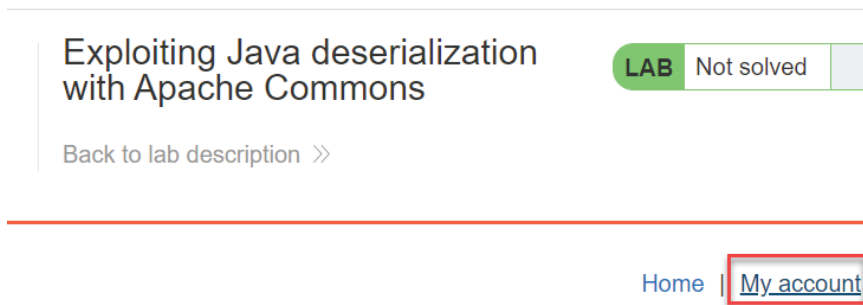 Exploiting Java deserialization
with Apache Commons
LAB Not solved
Back to lab description >>
Home | My account